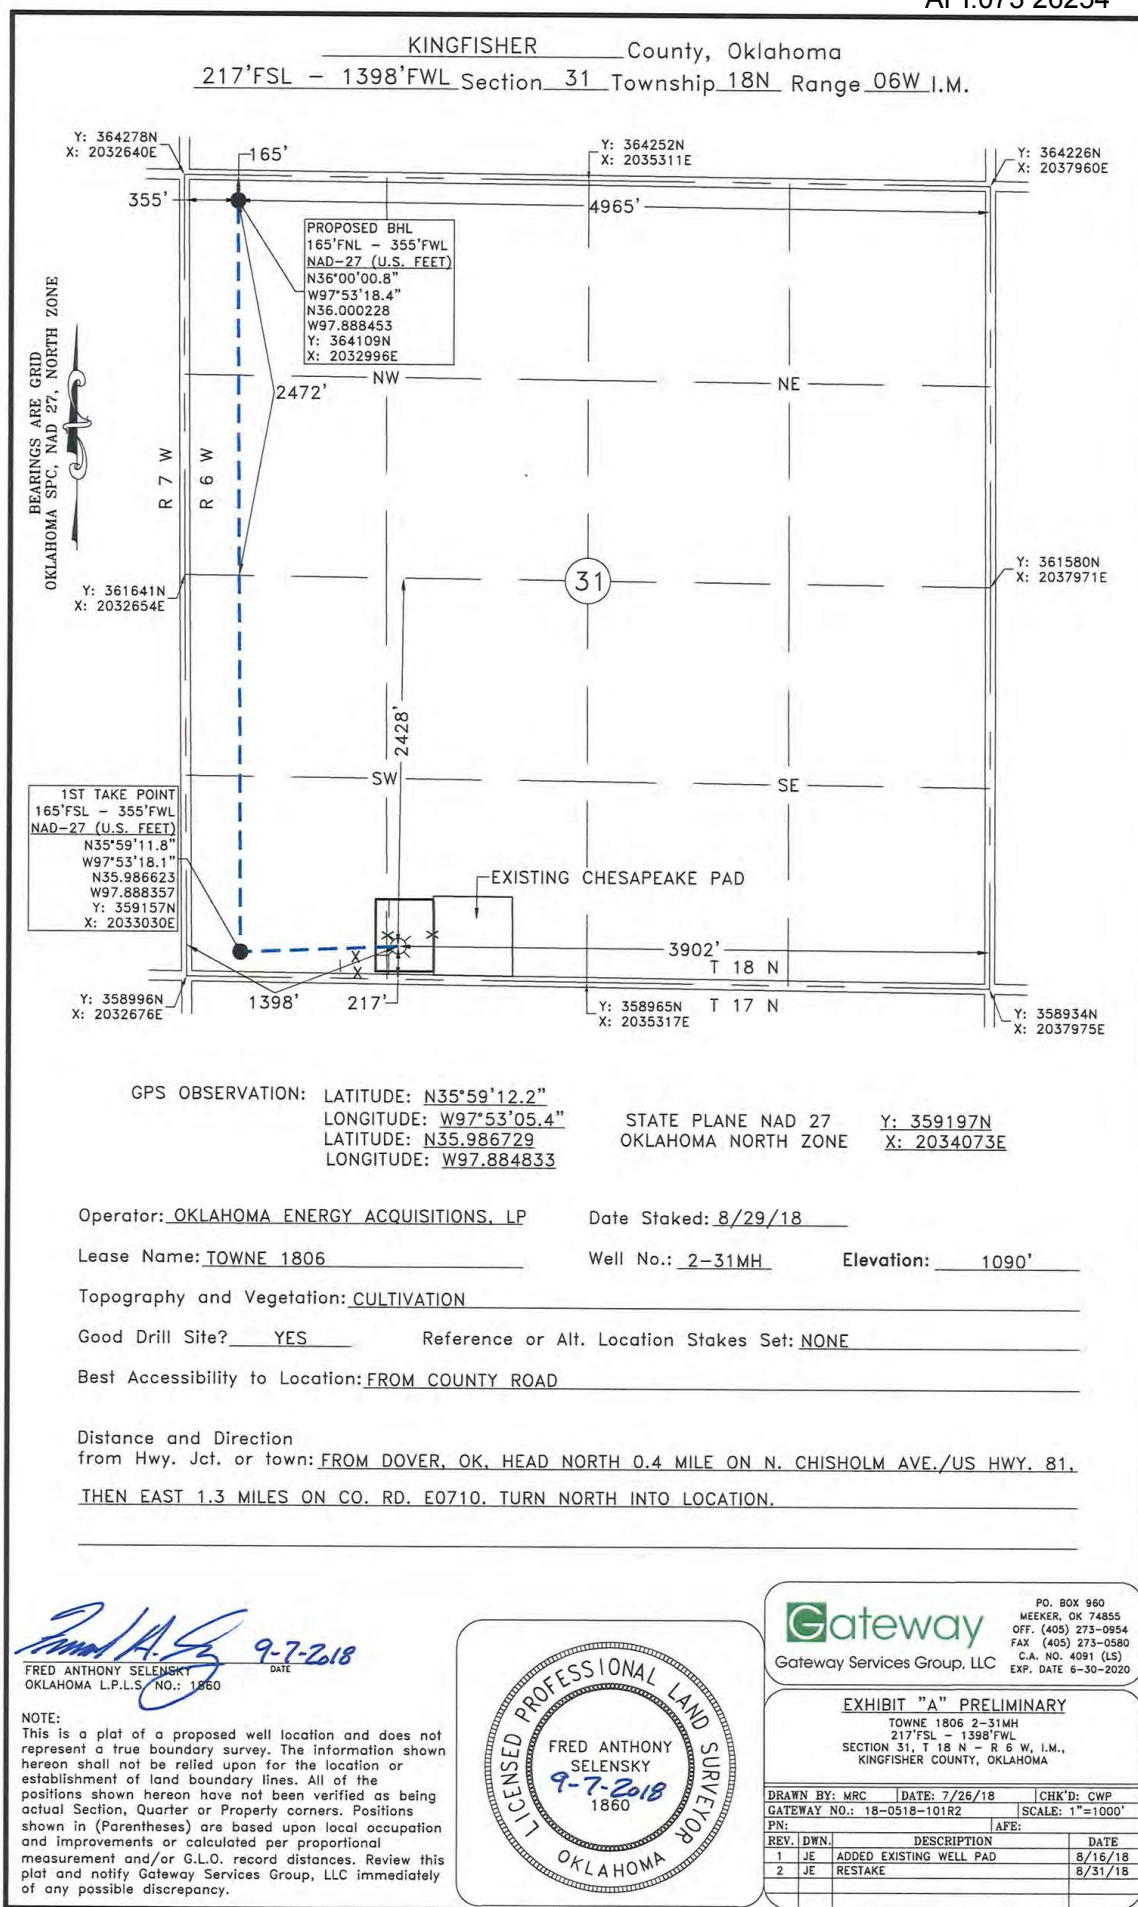 API:073 26254
KINGFISHER County, Oklahoma
217'FSL – 1398'FWL Section 31 Township 18N Range 06W I.M.
Y: 364278N
X: 2032640E
165'
Y: 364252N
X: 2035311E
Y: 364226N
X: 2037960E
355'
4965'
PROPOSED BHL
165'FNL – 355'FWL
NAD–27 (U.S. FEET)
N36°00'00.8"
W97°53'18.4"
N36.000228
W97.888453
Y: 364109N
X: 2032996E
BEARINGS ARE GRID
OKLAHOMA SPC, NAD 27, NORTH ZONE
NW
NE
2472'
R 7 W
R 6 W
Y: 361641N
X: 2032654E
31
Y: 361580N
X: 2037971E
2428'
SW
SE
1ST TAKE POINT
165'FSL – 355'FWL
NAD–27 (U.S. FEET)
N35°59'11.8"
W97°53'18.1"
N35.986623
W97.888357
Y: 359157N
X: 2033030E
EXISTING CHESAPEAKE PAD
3902'
T 18 N
T 17 N
Y: 358996N
X: 2032676E
1398'
217'
Y: 358965N
X: 2035317E
Y: 358934N
X: 2037975E
GPS OBSERVATION: LATITUDE: N35°59'12.2"
LONGITUDE: W97°53'05.4"
LATITUDE: N35.986729
LONGITUDE: W97.884833
STATE PLANE NAD 27 Y: 359197N
OKLAHOMA NORTH ZONE X: 2034073E
Operator: OKLAHOMA ENERGY ACQUISITIONS, LP Date Staked: 8/29/18
Lease Name: TOWNE 1806 Well No.: 2–31MH Elevation: 1090'
Topography and Vegetation: CULTIVATION
Good Drill Site? YES Reference or Alt. Location Stakes Set: NONE
Best Accessibility to Location: FROM COUNTY ROAD
Distance and Direction
from Hwy. Jct. or town: FROM DOVER, OK, HEAD NORTH 0.4 MILE ON N. CHISHOLM AVE./US HWY. 81,
THEN EAST 1.3 MILES ON CO. RD. E0710. TURN NORTH INTO LOCATION.
9-7-2018
FRED ANTHONY SELENSKY DATE
OKLAHOMA L.P.L.S. NO.: 1860
NOTE:
This is a plat of a proposed well location and does not
represent a true boundary survey. The information shown
hereon shall not be relied upon for the location or
establishment of land boundary lines. All of the
positions shown hereon have not been verified as being
actual Section, Quarter or Property corners. Positions
shown in (Parentheses) are based upon local occupation
and improvements or calculated per proportional
measurement and/or G.L.O. record distances. Review this
plat and notify Gateway Services Group, LLC immediately
of any possible discrepancy.
LICENSED PROFESSIONAL LAND SURVEYOR
FRED ANTHONY
SELENSKY
9-7-2018
1860
OKLAHOMA
Gateway
Gateway Services Group, LLC
PO. BOX 960
MEEKER, OK 74855
OFF. (405) 273–0954
FAX (405) 273–0580
C.A. NO. 4091 (LS)
EXP. DATE 6–30–2020
EXHIBIT "A" PRELIMINARY
TOWNE 1806 2–31MH
217'FSL – 1398'FWL
SECTION 31, T 18 N – R 6 W, I.M.,
KINGFISHER COUNTY, OKLAHOMA
DRAWN BY: MRC DATE: 7/26/18 CHK'D: CWP
GATEWAY NO.: 18–0518–101R2 SCALE: 1"=1000'
PN: AFE:
REV. DWN. DESCRIPTION DATE
1 JE ADDED EXISTING WELL PAD 8/16/18
2 JE RESTAKE 8/31/18